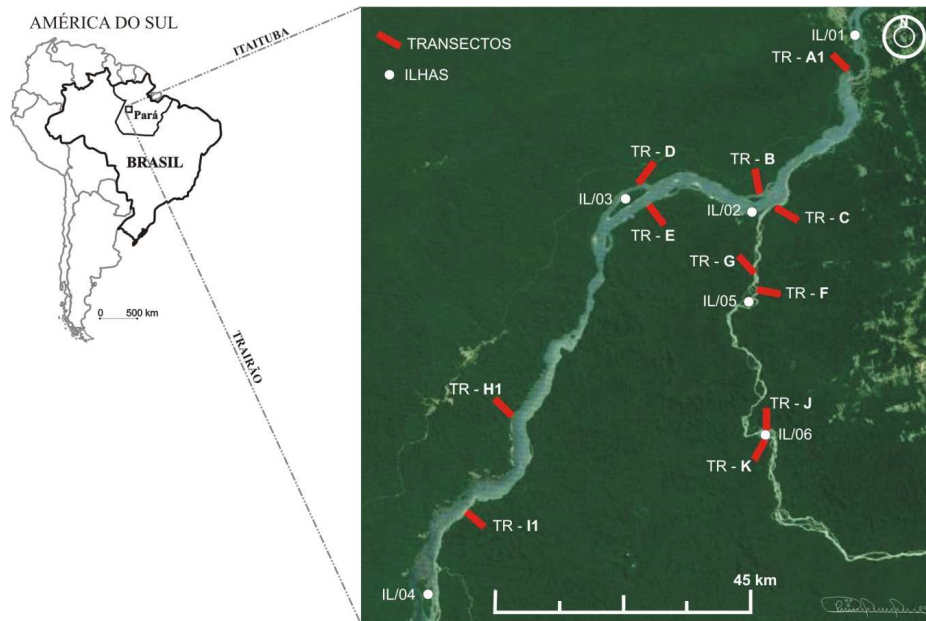 AMÉRICA DO SUL
ITAITUBA
Pará
BRASIL
0 500 km
TRAIRÃO
TRANSECTOS
ILHAS
N
IL/01
TR - A1
TR - D
TR - B
IL/03
IL/02
TR - E
TR - C
TR - G
TR - F
IL/05
TR - H1
TR - J
IL/06
TR - K
TR - I1
IL/04
45 km